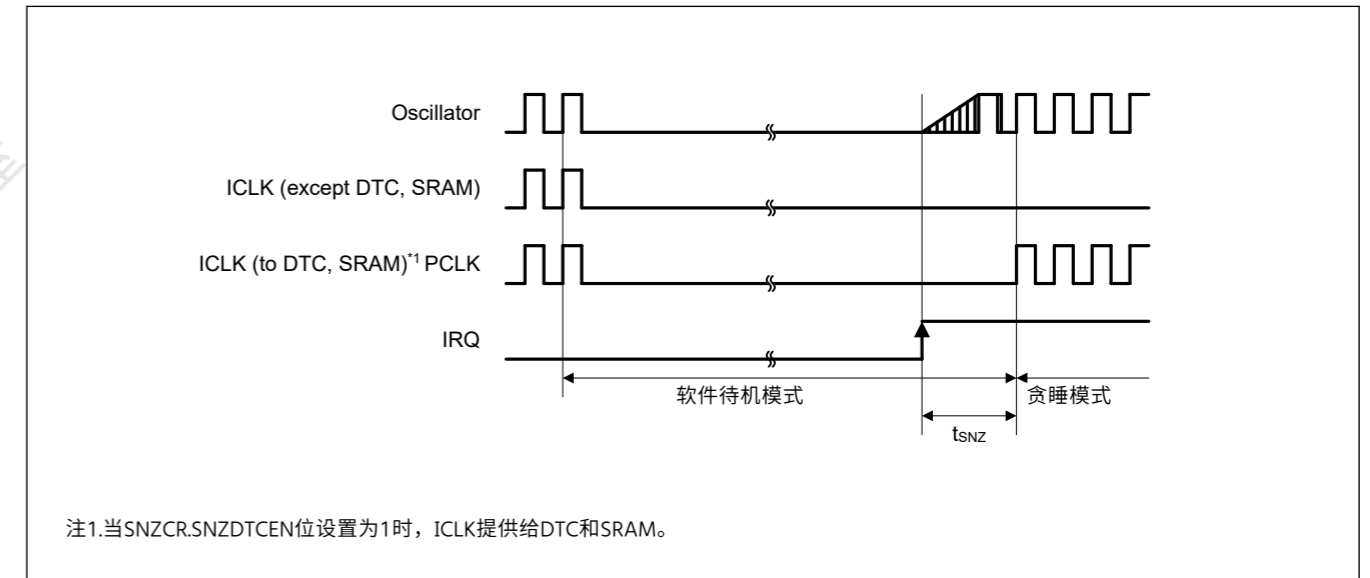 Oscillator
ICLK (except DTC, SRAM)
ICLK (to DTC, SRAM)*1 PCLK
IRQ
软件待机模式
贪睡模式
tSNZ
注1.当SNZCR.SNZDTCEN位设置为1时，ICLK提供给DTC和SRAM。